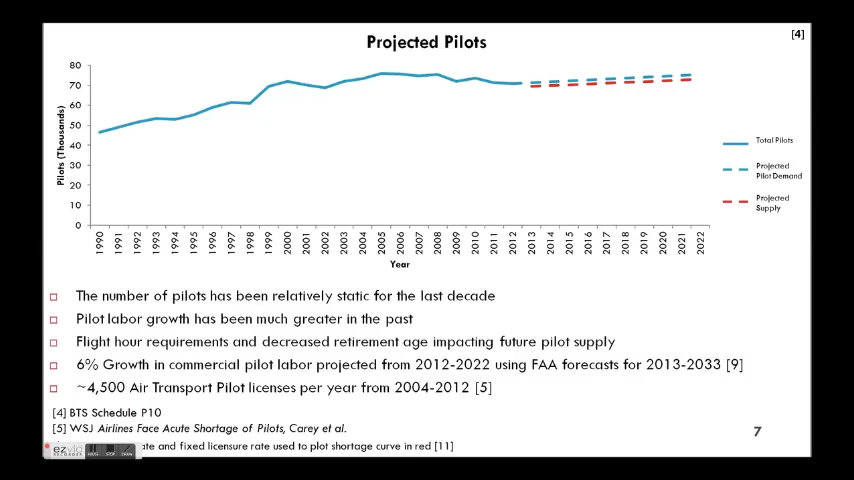 [4]
Projected Pilots
80
70
60
50
40
30
20
10
0
Pilots (Thousands)
1990
1991
1992
1993
1994
1995
1996
1997
1998
1999
2000
2001
2002
2003
2004
2005
2006
2007
2008
2009
2010
2011
2012
2013
2014
2015
2016
2017
2018
2019
2020
2021
2022
Year
Total Pilots
Projected
Pilot Demand
Projected
Supply
The number of pilots has been relatively static for the last decade
Pilot labor growth has been much greater in the past
Flight hour requirements and decreased retirement age impacting future pilot supply
6% Growth in commercial pilot labor projected from 2012-2022 using FAA forecasts for 2013-2033 [9]
~4,500 Air Transport Pilot licenses per year from 2004-2012 [5]
[4] BTS Schedule P10
[5] WSJ Airlines Face Acute Shortage of Pilots, Carey et al.
and fixed licensure rate used to plot shortage curve in red [11]
7
ezvid
RECORDER
STOP
DRAW